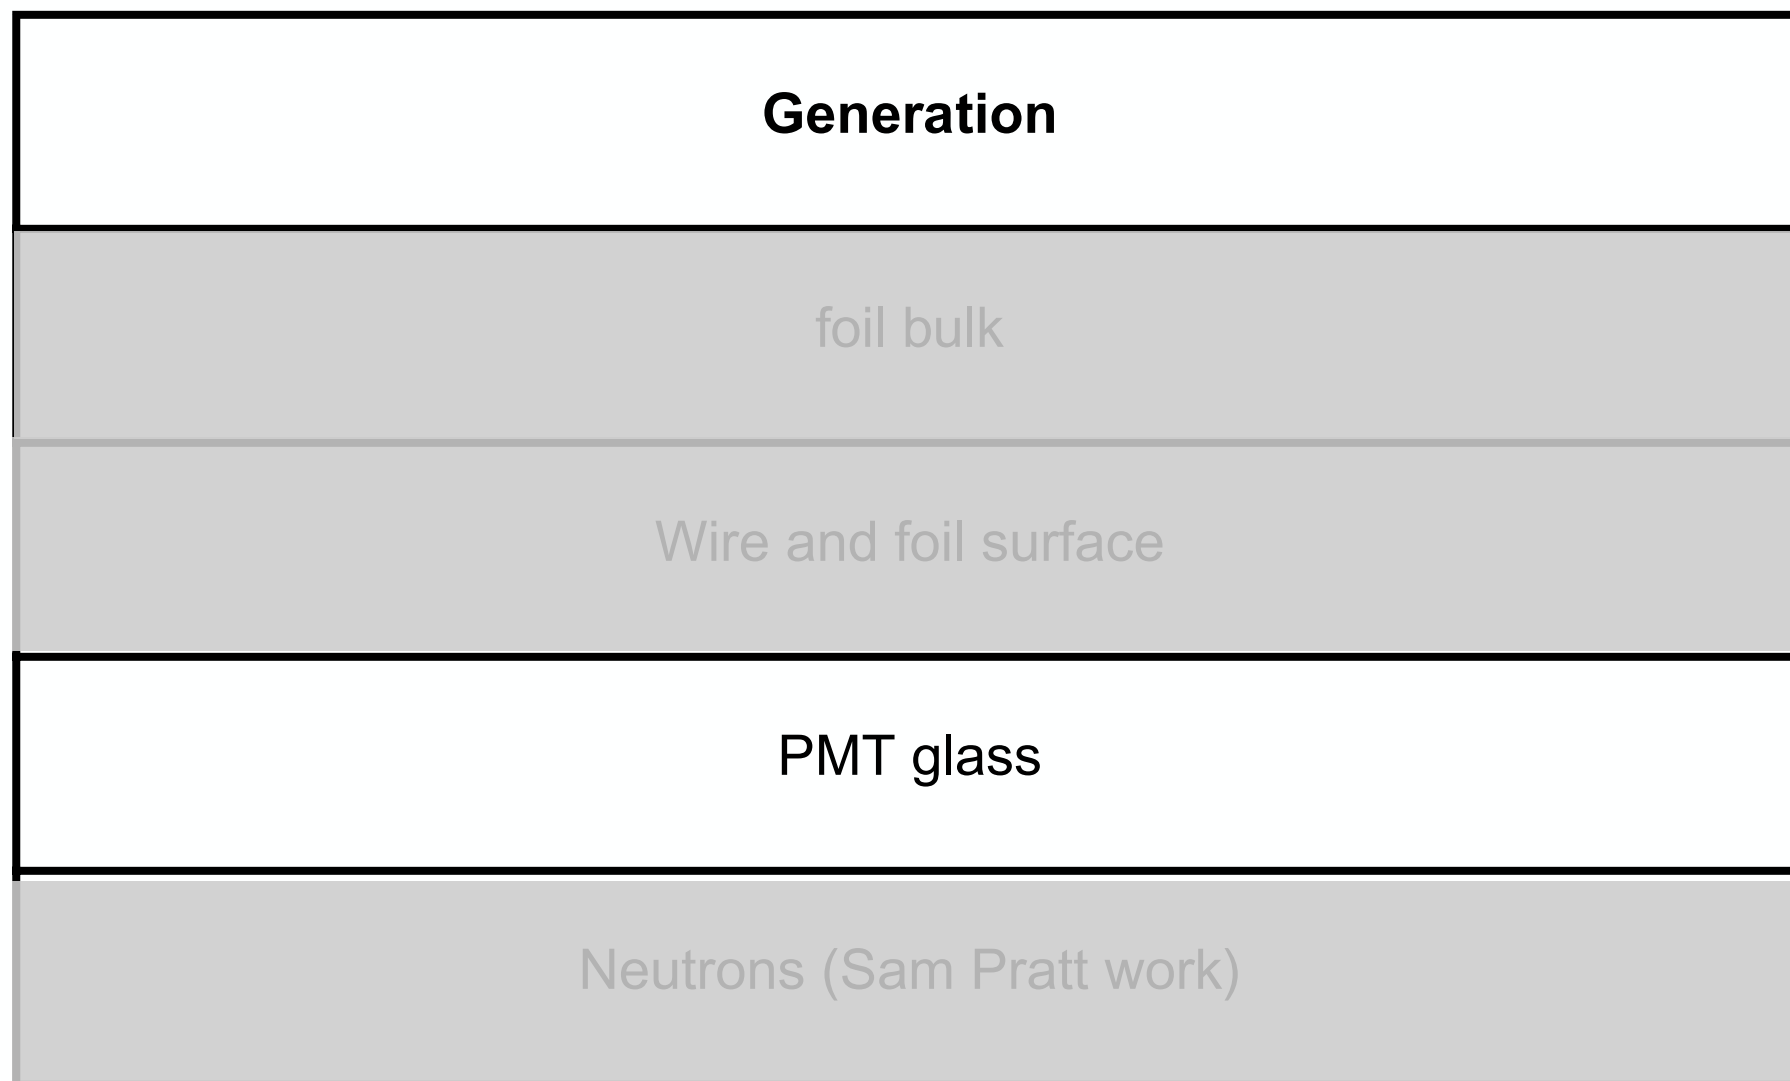 Generation
foil bulk
Wire and foil surface
PMT glass
Neutrons (Sam Pratt work)